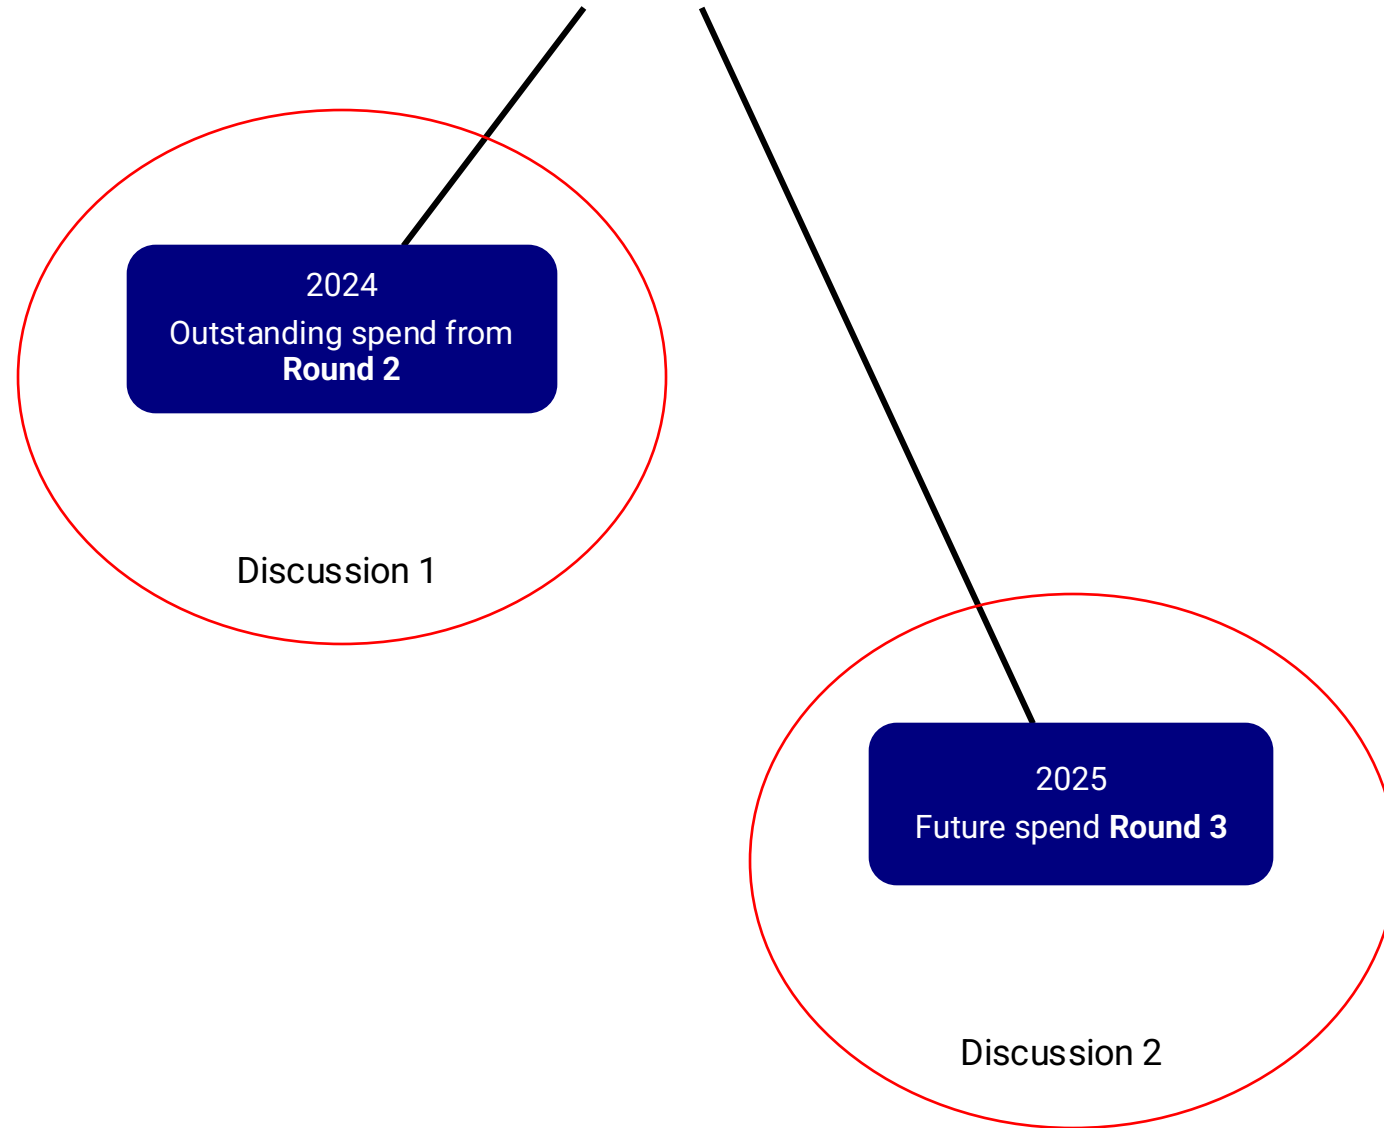 2024
Outstanding spend from
Round 2
Discussion 1
2025
Future spend Round 3
Discussion 2